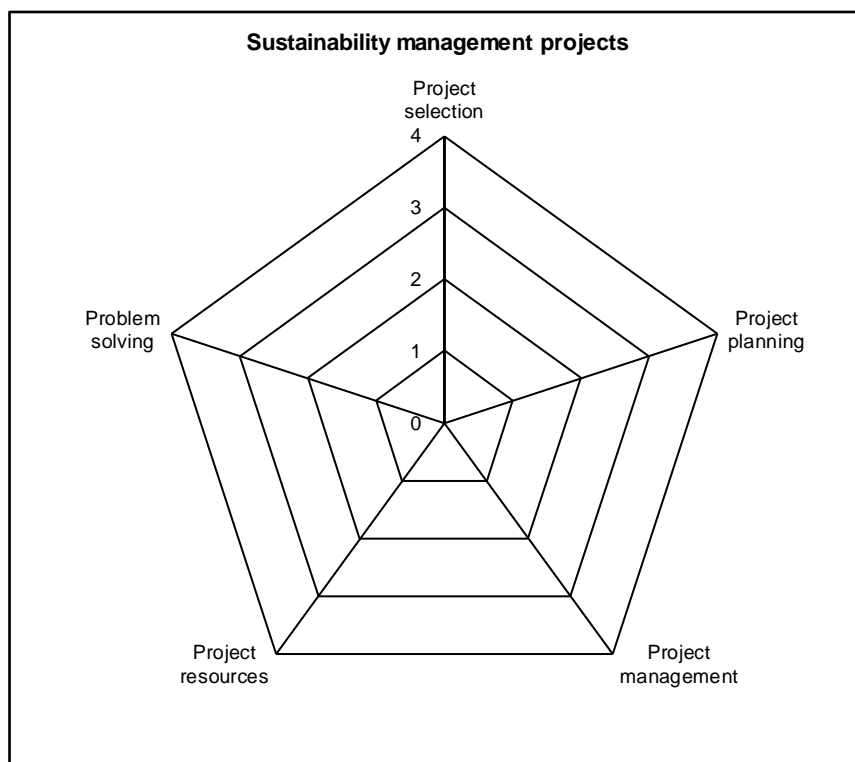 Sustainability management projects
Project
selection
4
3
2
1
0
Problem
solving
Project
planning
Project
resources
Project
management